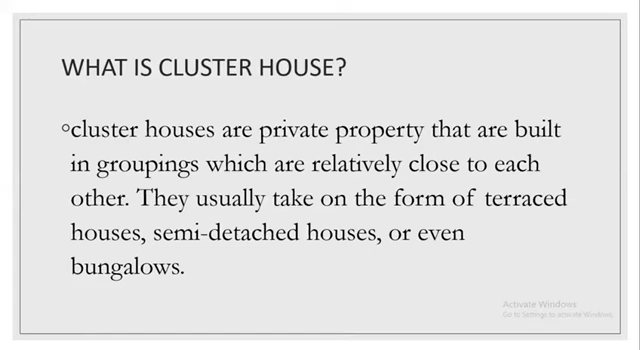 WHAT IS CLUSTER HOUSE?
◦cluster houses are private property that are built
in groupings which are relatively close to each
other. They usually take on the form of terraced
houses, semi-detached houses, or even
bungalows.
Activate Windows
Go to Settings to activate Windows.